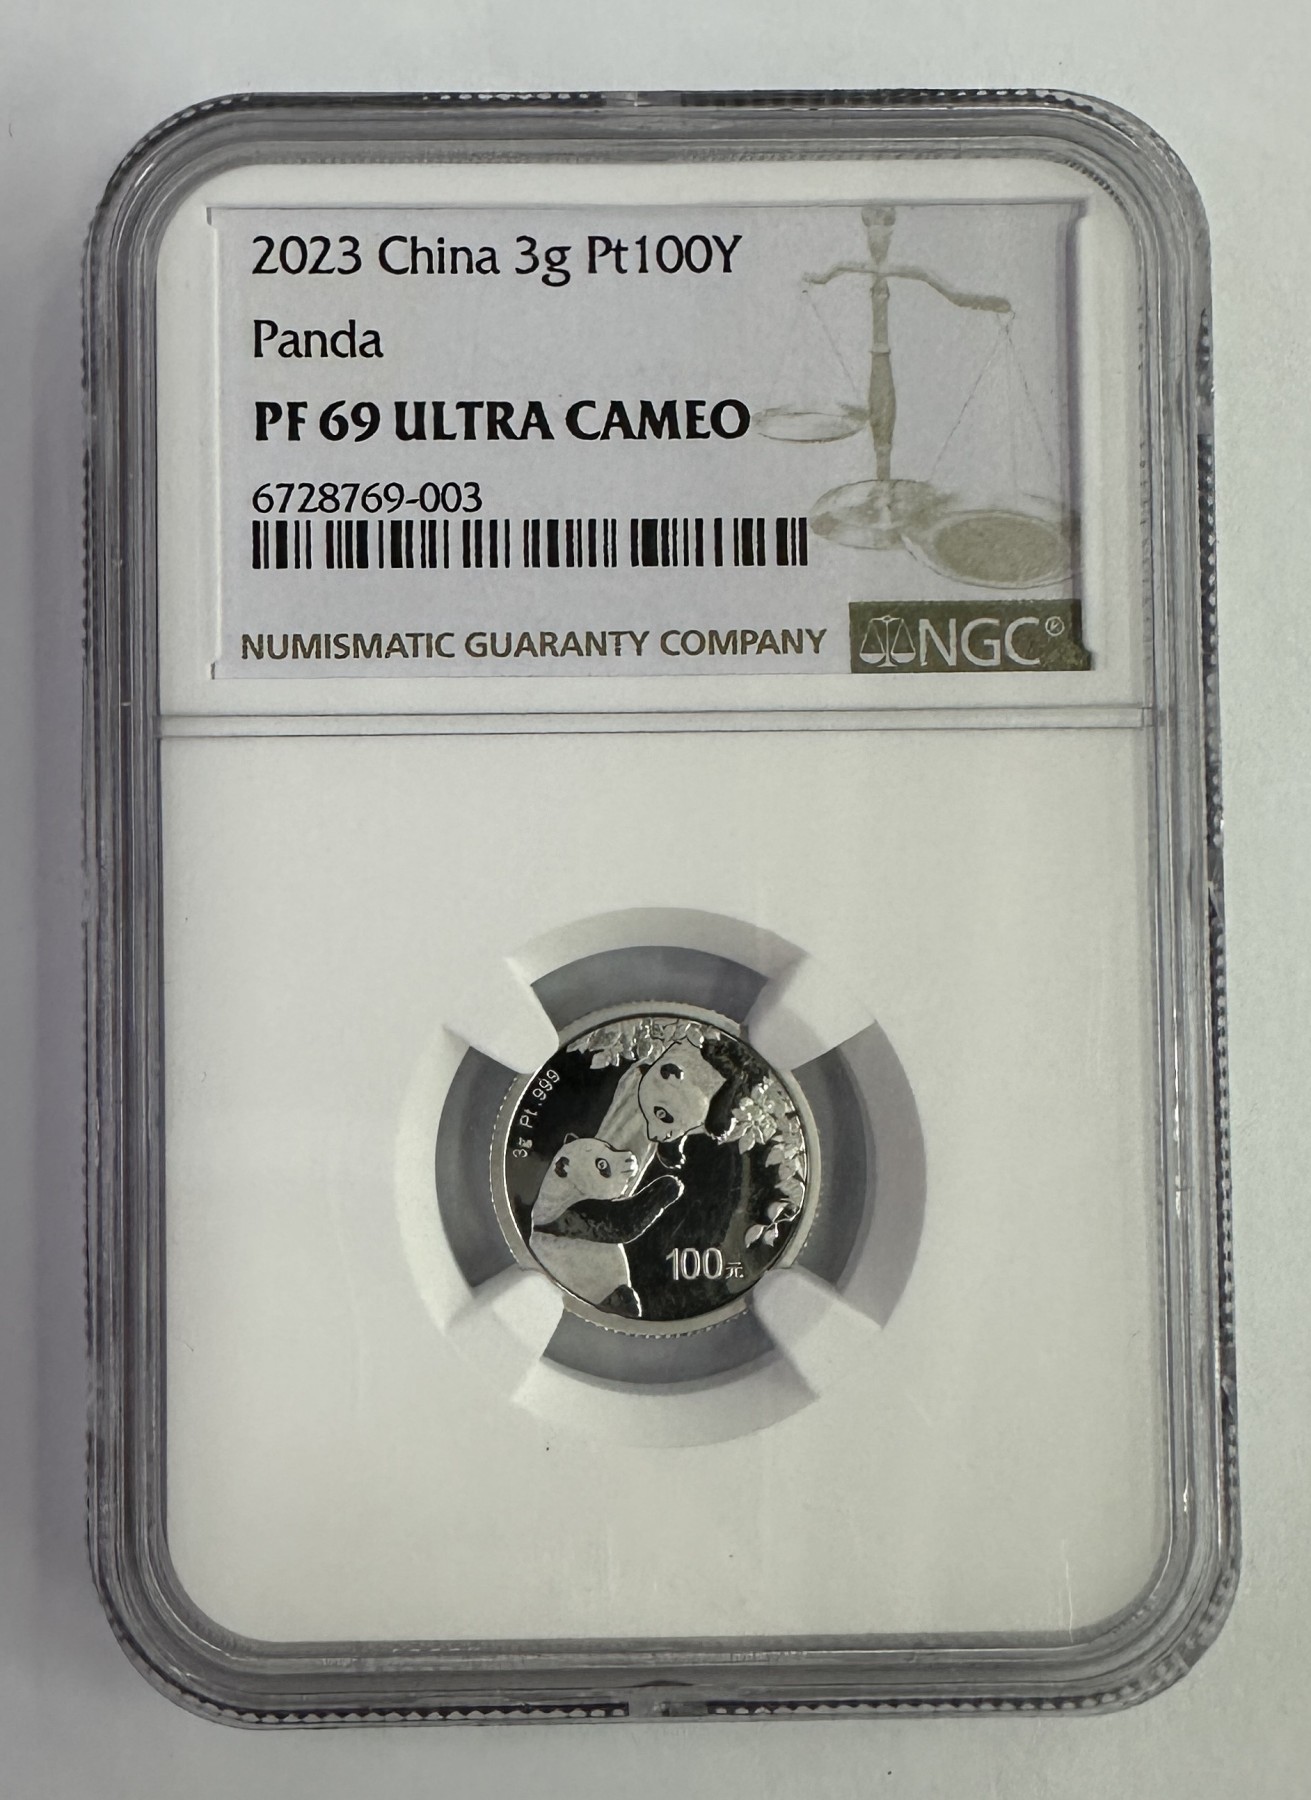 2023 China 3g Pt100Y
Panda
PF 69 ULTRA CAMEO
6728769-003
NUMISMATIC GUARANTY COMPANY NGC®
3g Pt .999
100元